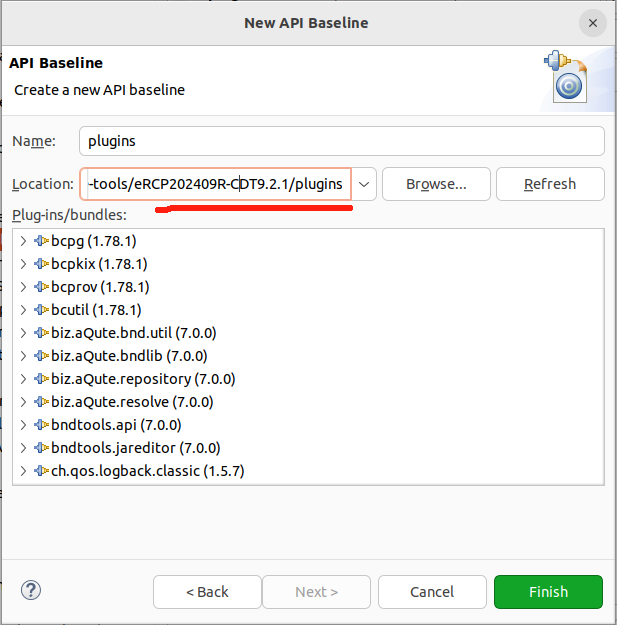 New API Baseline
API Baseline
Create a new API baseline
Name:
plugins
Location:
-tools/eRCP202409R-CDT9.2.1/plugins
Browse...
Refresh
Plug-ins/bundles:
bcpg (1.78.1)
bcpkix (1.78.1)
bcprov (1.78.1)
bcutil (1.78.1)
biz.aQute.bnd.util (7.0.0)
biz.aQute.bndlib (7.0.0)
biz.aQute.repository (7.0.0)
biz.aQute.resolve (7.0.0)
bndtools.api (7.0.0)
bndtools.jareditor (7.0.0)
ch.qos.logback.classic (1.5.7)
?
< Back
Next >
Cancel
Finish